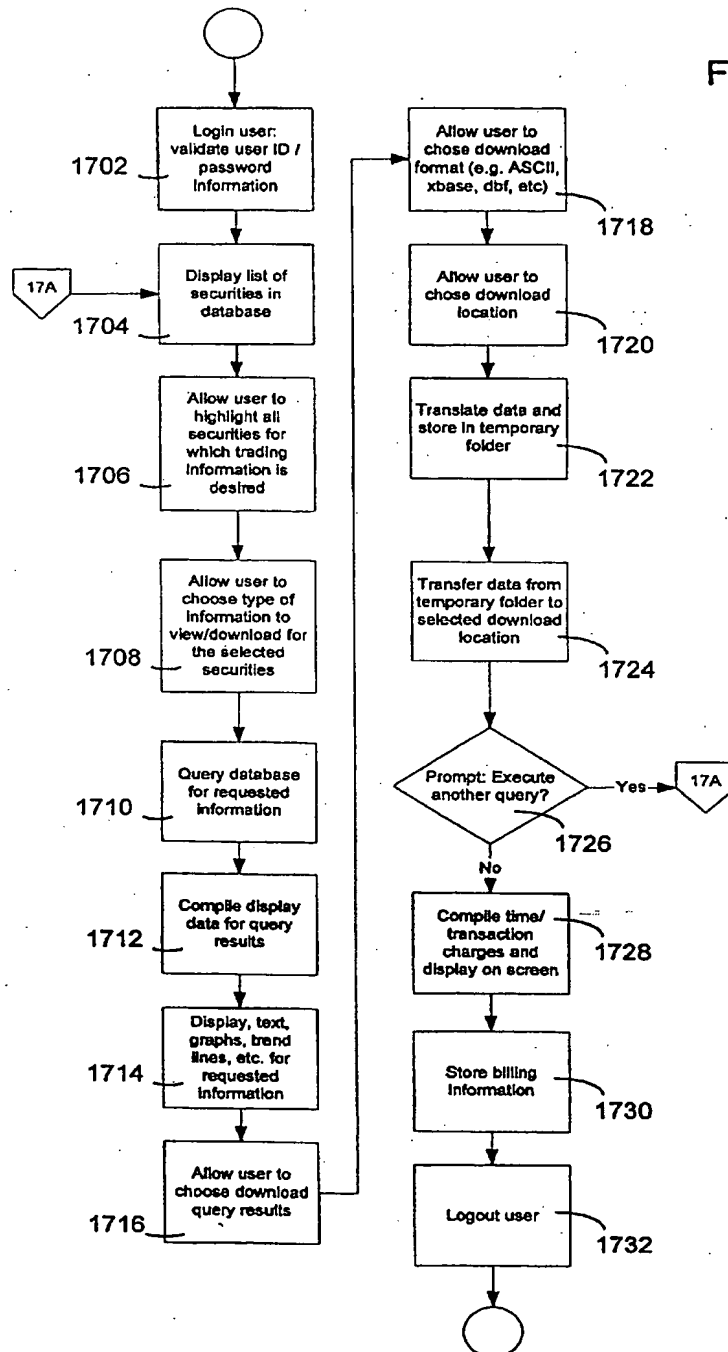 F
Login user:
validate user ID /
password
Information
1702
17A
Display list of
securities in
database
1704
Allow user to
highlight all
securities for
which trading
information is
desired
1706
Allow user to
choose type of
information to
view/download for
the selected
securities
1708
Query database
for requested
information
1710
Compile display
data for query
results
1712
Display, text,
graphs, trend
lines, etc. for
requested
information
1714
Allow user to
choose download
query results
1716
Allow user to
chose download
format (e.g. ASCII,
xbase, dbf, etc)
1718
Allow user to
chose download
location
1720
Translate data and
store in temporary
folder
1722
Transfer data from
temporary folder to
selected download
location
1724
Prompt: Execute
another query?
1726
Yes
17A
No
Compile time/
transaction
charges and
display on screen
1728
Store billing
Information
1730
Logout user
1732